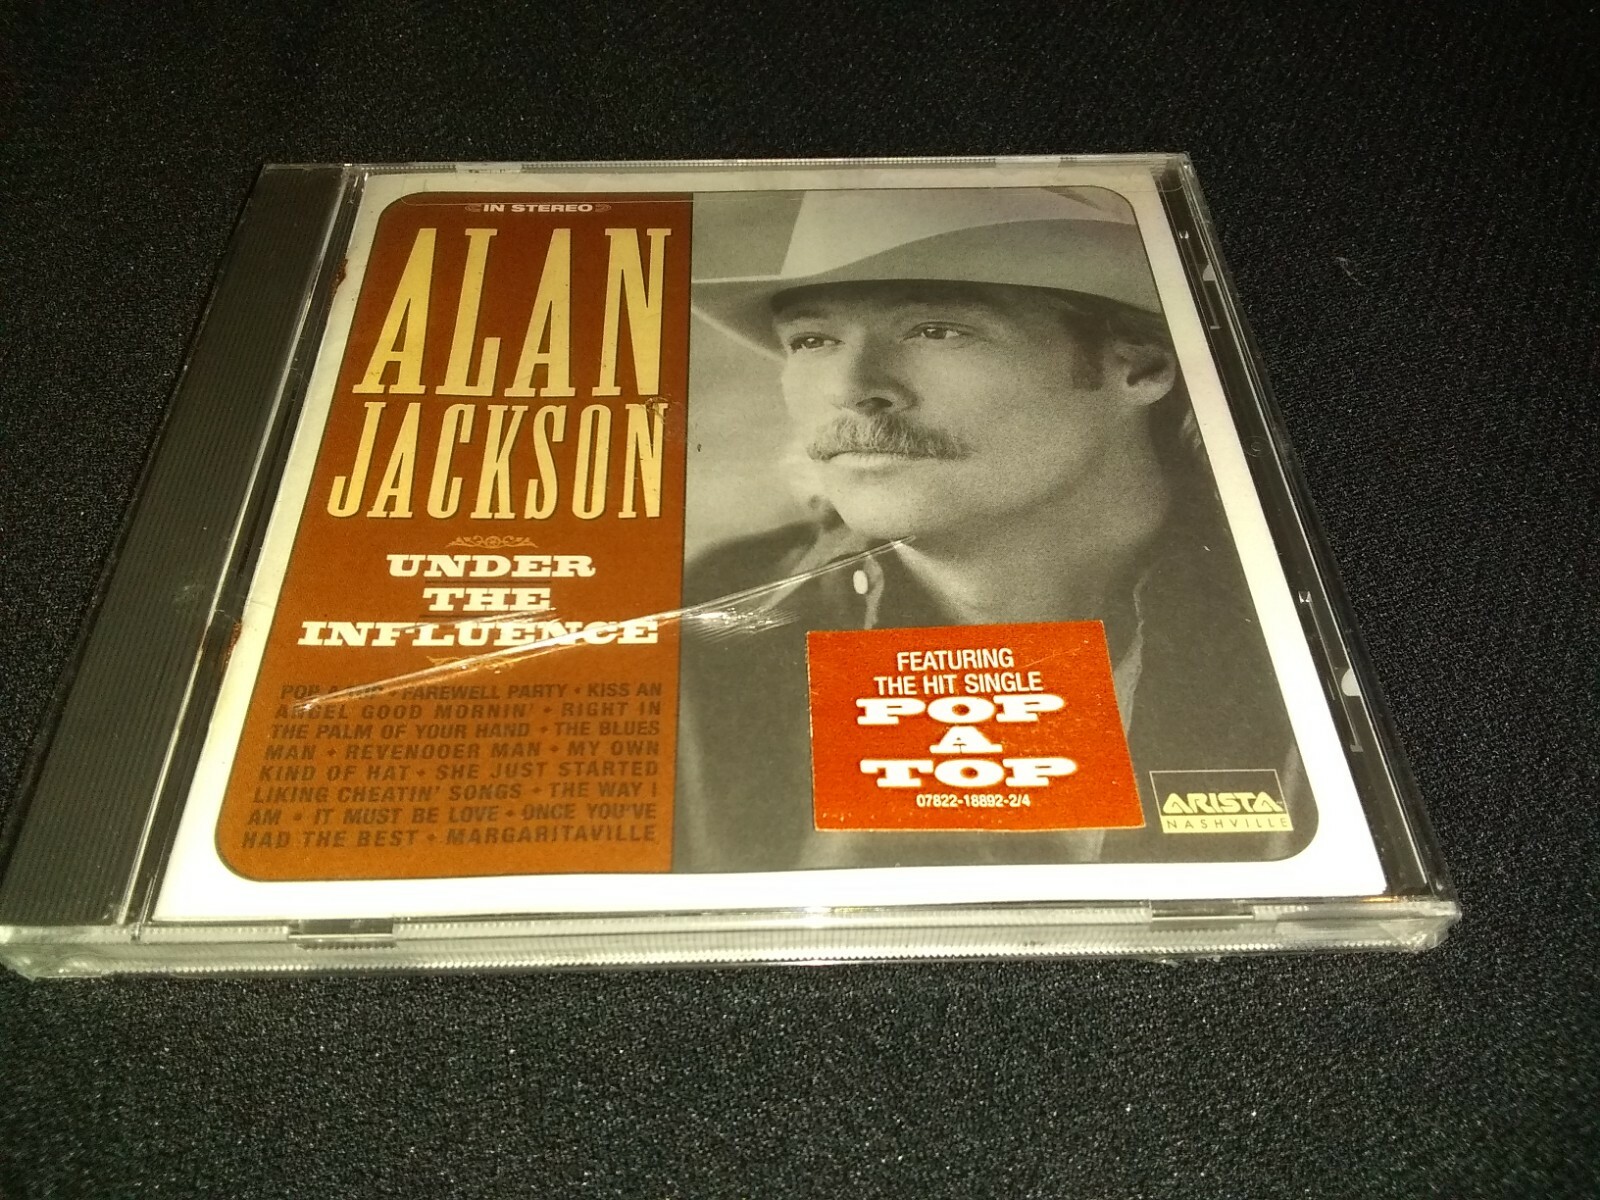 IN STEREO
ALAN
JACKSON
UNDER
THE
INFLUENCE
POP A TOP • FAREWELL PARTY • KISS AN
ANGEL GOOD MORNIN' • RIGHT IN
THE PALM OF YOUR HAND • THE BLUES
MAN • REVENOOER MAN • MY OWN
KIND OF HAT • SHE JUST STARTED
LIKING CHEATIN' SONGS • THE WAY I
AM • IT MUST BE LOVE • ONCE YOU'VE
HAD THE BEST • MARGARITAVILLE
FEATURING
THE HIT SINGLE
POP
A
TOP
07822-18892-2/4
ARISTA
NASHVILLE